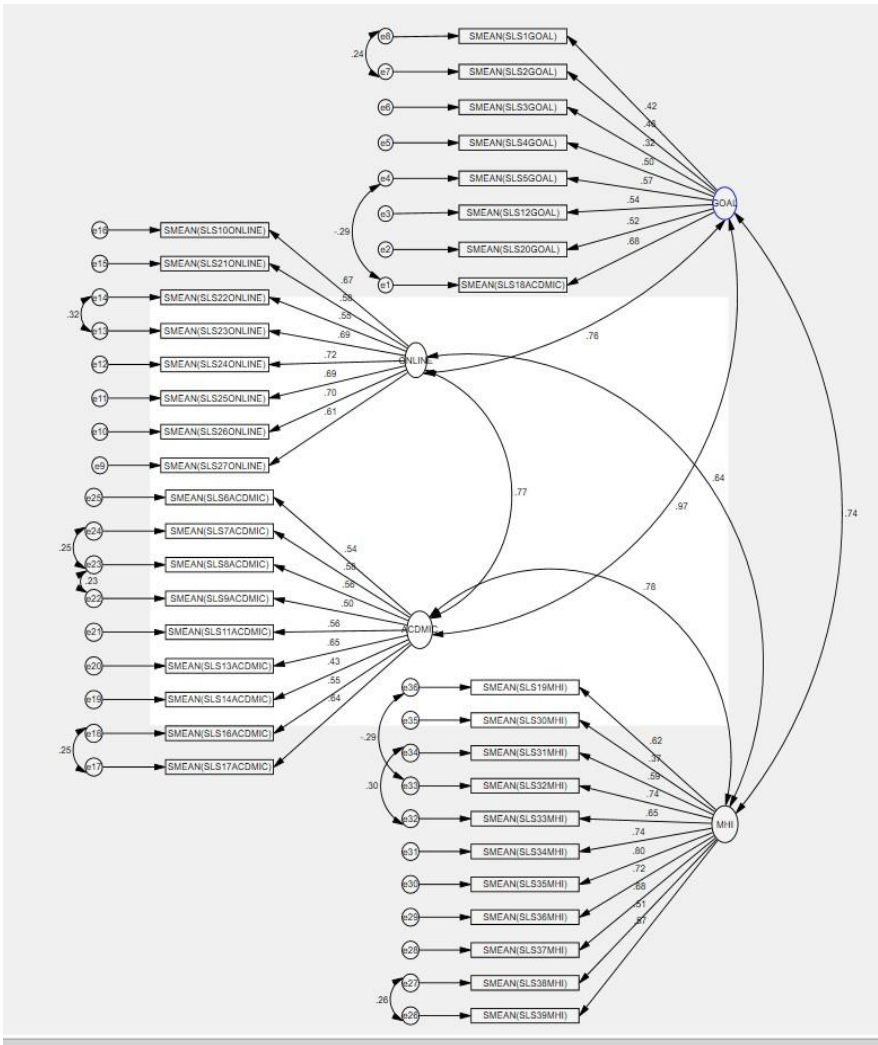 e8 SMEAN(SLS1GOAL)
.24
e7 SMEAN(SLS2GOAL)
e6 SMEAN(SLS3GOAL)
e5 SMEAN(SLS4GOAL)
e4 SMEAN(SLS5GOAL)
e3 SMEAN(SLS12GOAL)
-.29
e2 SMEAN(SLS20GOAL)
e1 SMEAN(SLS18ACDMIC)
.42
.46
.32
.50
.57
.54
.52
.68
GOAL
e16 SMEAN(SLS10ONLINE)
e15 SMEAN(SLS21ONLINE)
e14 SMEAN(SLS22ONLINE)
.32
e13 SMEAN(SLS23ONLINE)
e12 SMEAN(SLS24ONLINE)
e11 SMEAN(SLS25ONLINE)
e10 SMEAN(SLS26ONLINE)
e9 SMEAN(SLS27ONLINE)
.67
.69
.72
.69
.70
.61
ONLINE
.76
.64
.77
.97
.74
.78
e25 SMEAN(SLS6ACDMIC)
e24 SMEAN(SLS7ACDMIC)
.25
e23 SMEAN(SLS8ACDMIC)
.23
e22 SMEAN(SLS9ACDMIC)
e21 SMEAN(SLS11ACDMIC)
e20 SMEAN(SLS13ACDMIC)
e19 SMEAN(SLS14ACDMIC)
e18 SMEAN(SLS16ACDMIC)
.25
e17 SMEAN(SLS17ACDMIC)
.54
.56
.50
.56
.65
.43
.55
.64
ACDMIC
e36 SMEAN(SLS19MHI)
e35 SMEAN(SLS30MHI)
-.29
e34 SMEAN(SLS31MHI)
.30
e33 SMEAN(SLS32MHI)
e32 SMEAN(SLS33MHI)
e31 SMEAN(SLS34MHI)
e30 SMEAN(SLS35MHI)
e29 SMEAN(SLS36MHI)
e28 SMEAN(SLS37MHI)
e27 SMEAN(SLS38MHI)
.26
e26 SMEAN(SLS39MHI)
.62
.37
.59
.74
.65
.74
.72
.68
.51
MHI